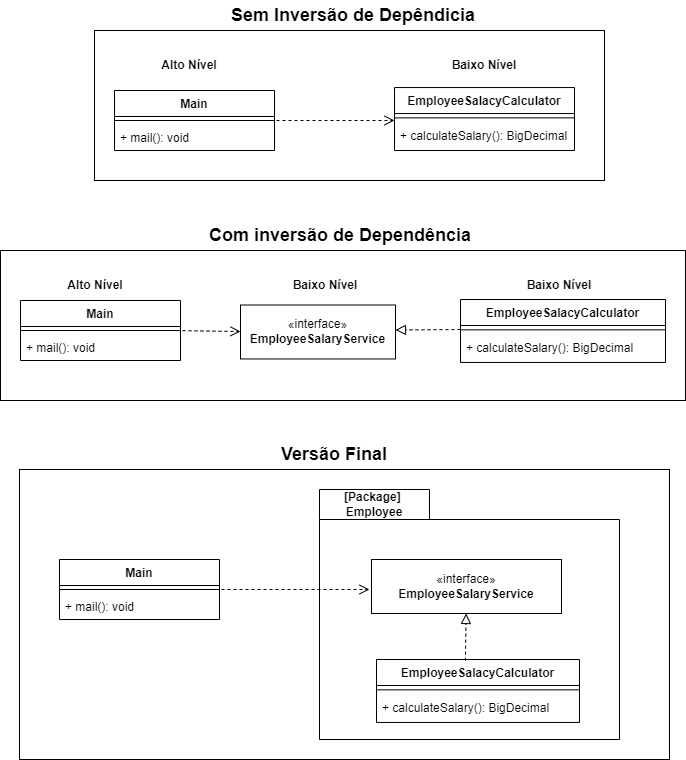 Sem Inversão de Depêndicia
Alto Nível
Baixo Nível
Main
EmployeeSalacyCalculator
+ mail(): void
+ calculateSalary(): BigDecimal
Com inversão de Dependência
Alto Nível
Baixo Nível
Baixo Nível
Main
«interface»
EmployeeSalaryService
EmployeeSalacyCalculator
+ mail(): void
+ calculateSalary(): BigDecimal
Versão Final
[Package]
Employee
Main
+ mail(): void
«interface»
EmployeeSalaryService
EmployeeSalacyCalculator
+ calculateSalary(): BigDecimal